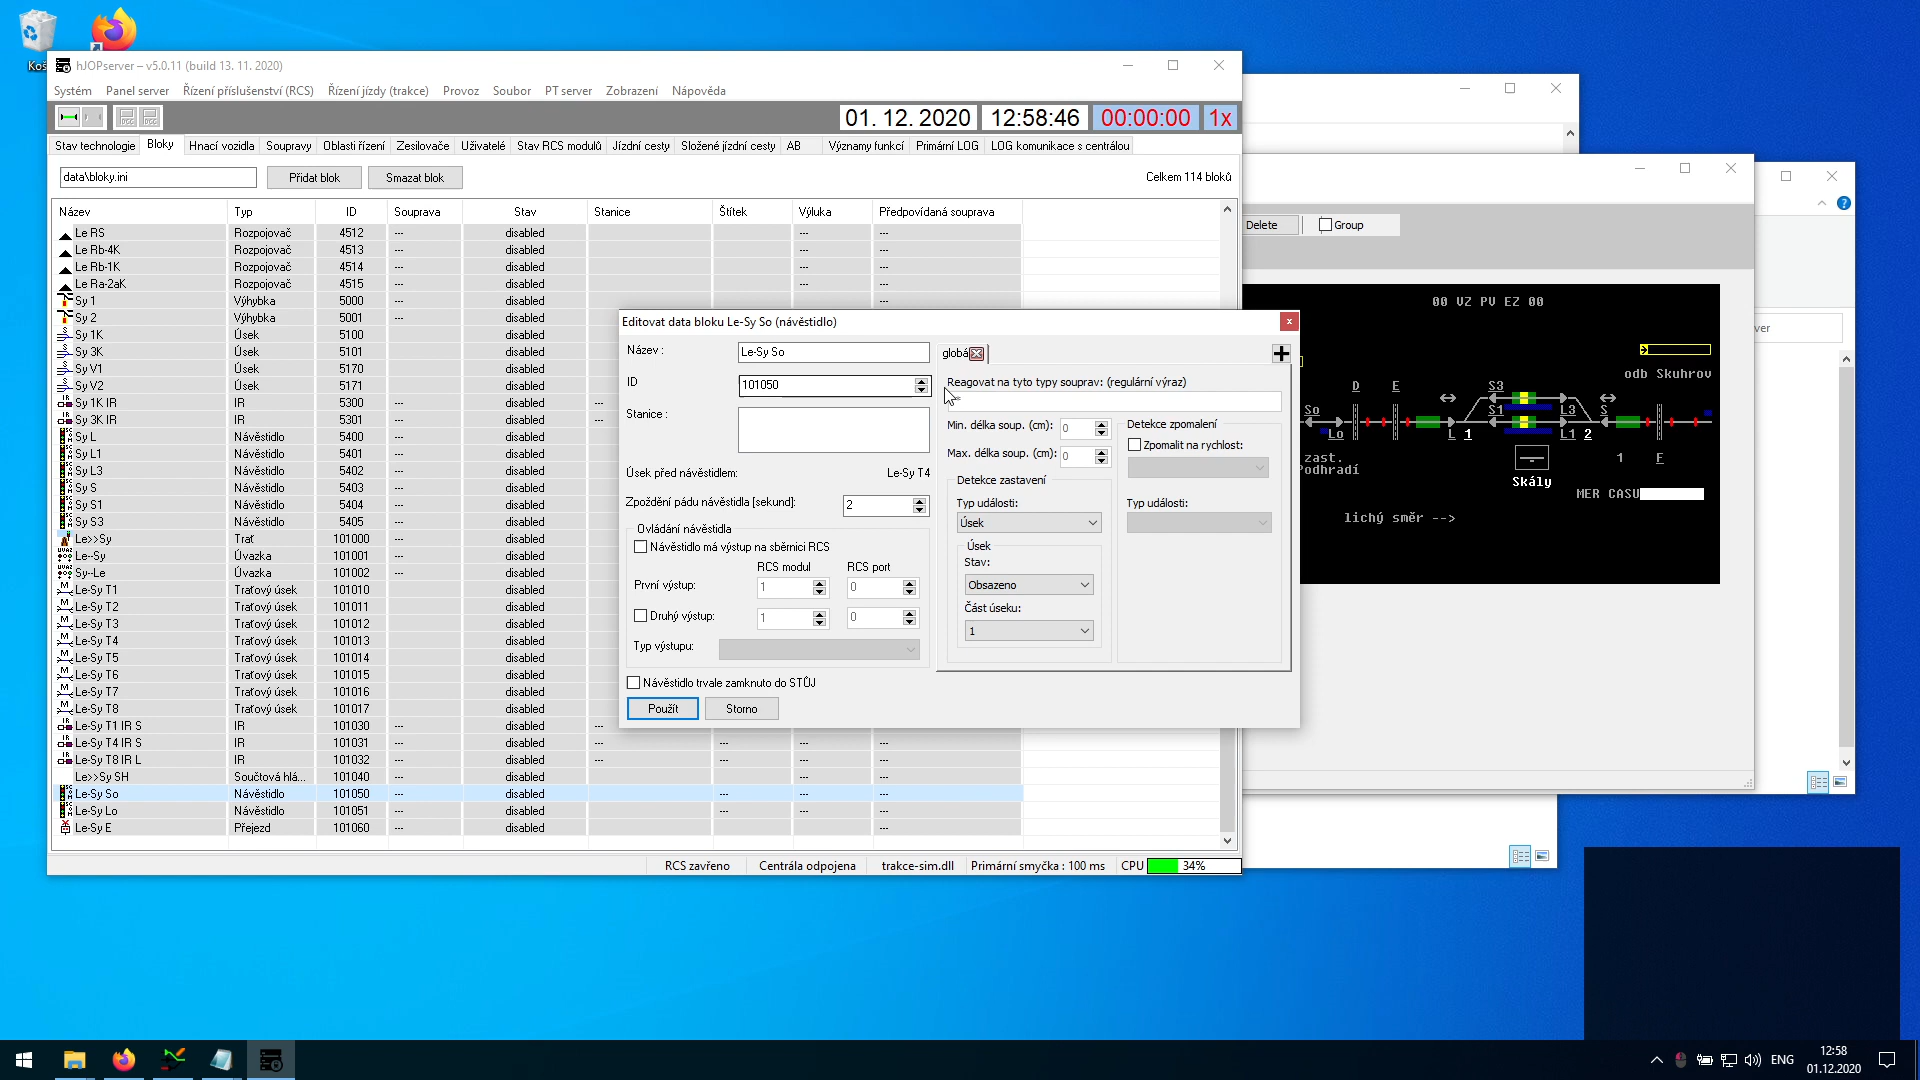 Koš
hJOPserver – v5.0.11 (build 13. 11. 2020)
Systém Panel server Řízení příslušenství (RCS) Řízení jízdy (trakce) Provoz Soubor PT server Zobrazení Nápověda
01. 12. 2020 12:58:46 00:00:00 1x
Stav technologie Bloky Hnací vozidla Soupravy Oblasti řízení Zesilovače Uživatelé Stav RCS modulů Jízdní cesty Složené jízdní cesty AB Významy funkcí Primární LOG LOG komunikace s centrálou
data\bloky.ini Přidat blok Smazat blok Celkem 114 bloků
Název Typ ID Souprava Stav Stanice Štítek Výluka Předpovídaná souprava
Le RS Rozpojovač 4512 --- disabled --- ---
Le Rb-4K Rozpojovač 4513 --- disabled --- ---
Le Rb-1K Rozpojovač 4514 --- disabled --- ---
Le Ra-2aK Rozpojovač 4515 --- disabled --- ---
Sy 1 Výhybka 5000 --- disabled ---
Sy 2 Výhybka 5001 --- disabled
Sy 1K Úsek 5100 disabled
Sy 3K Úsek 5101 disabled
Sy V1 Úsek 5170 disabled
Sy V2 Úsek 5171 disabled
Sy 1K IR IR 5300 --- disabled ---
Sy 3K IR IR 5301 --- disabled ---
Sy L Návěstidlo 5400 disabled
Sy L1 Návěstidlo 5401 disabled
Sy L3 Návěstidlo 5402 disabled
Sy S Návěstidlo 5403 disabled
Sy S1 Návěstidlo 5404 disabled
Sy S3 Návěstidlo 5405 disabled
Le>>Sy Trať 101000 --- disabled
Le--Sy Úvazka 101001 --- disabled
Sy--Le Úvazka 101002 --- disabled
Le-Sy T1 Traťový úsek 101010 disabled
Le-Sy T2 Traťový úsek 101011 disabled
Le-Sy T3 Traťový úsek 101012 disabled
Le-Sy T4 Traťový úsek 101013 disabled
Le-Sy T5 Traťový úsek 101014 disabled
Le-Sy T6 Traťový úsek 101015 disabled
Le-Sy T7 Traťový úsek 101016 disabled
Le-Sy T8 Traťový úsek 101017 disabled
Le-Sy T1 IR S IR 101030 --- disabled ---
Le-Sy T4 IR S IR 101031 --- disabled --- --- --- ---
Le-Sy T8 IR L IR 101032 --- disabled --- --- --- ---
Le>>Sy SH Součtová hlá... 101040 --- disabled ---
Le-Sy So Návěstidlo 101050 disabled --- --- ---
Le-Sy Lo Návěstidlo 101051 disabled --- --- ---
Le-Sy E Přejezd 101060 --- disabled ---
RCS zavřeno Centrála odpojena trakce-sim.dll Primární smyčka : 100 ms CPU 34%
Editovat data bloku Le-Sy So (návěstidlo)
Název : Le-Sy So
ID 101050
Stanice :
Úsek před návěstidlem: Le-Sy T4
Zpoždění pádu návěstidla [sekund]: 2
Ovládání návěstidla
Návěstidlo má výstup na sběrnici RCS
RCS modul RCS port
První výstup: 1 0
Druhý výstup: 1 0
Typ výstupu:
Návěstidlo trvale zamknuto do STŮJ
Použít Storno
globá
Reagovat na tyto typy souprav: (regulární výraz)
Min. délka soup. (cm): 0
Max. délka soup. (cm): 0
Detekce zastavení
Typ události:
Úsek
Úsek
Stav:
Obsazeno
Část úseku:
1
Detekce zpomalení
Zpomalit na rychlost:
Typ události:
Delete Group
ver
00 VZ PV EZ 00
odb Skuhrov
D E S3
So S1 L3 S
Lo L 1 L1 2
zast.
Podhradí
1 E
Skály
MER CASU
lichý směr -->
ENG
12:58
01.12.2020